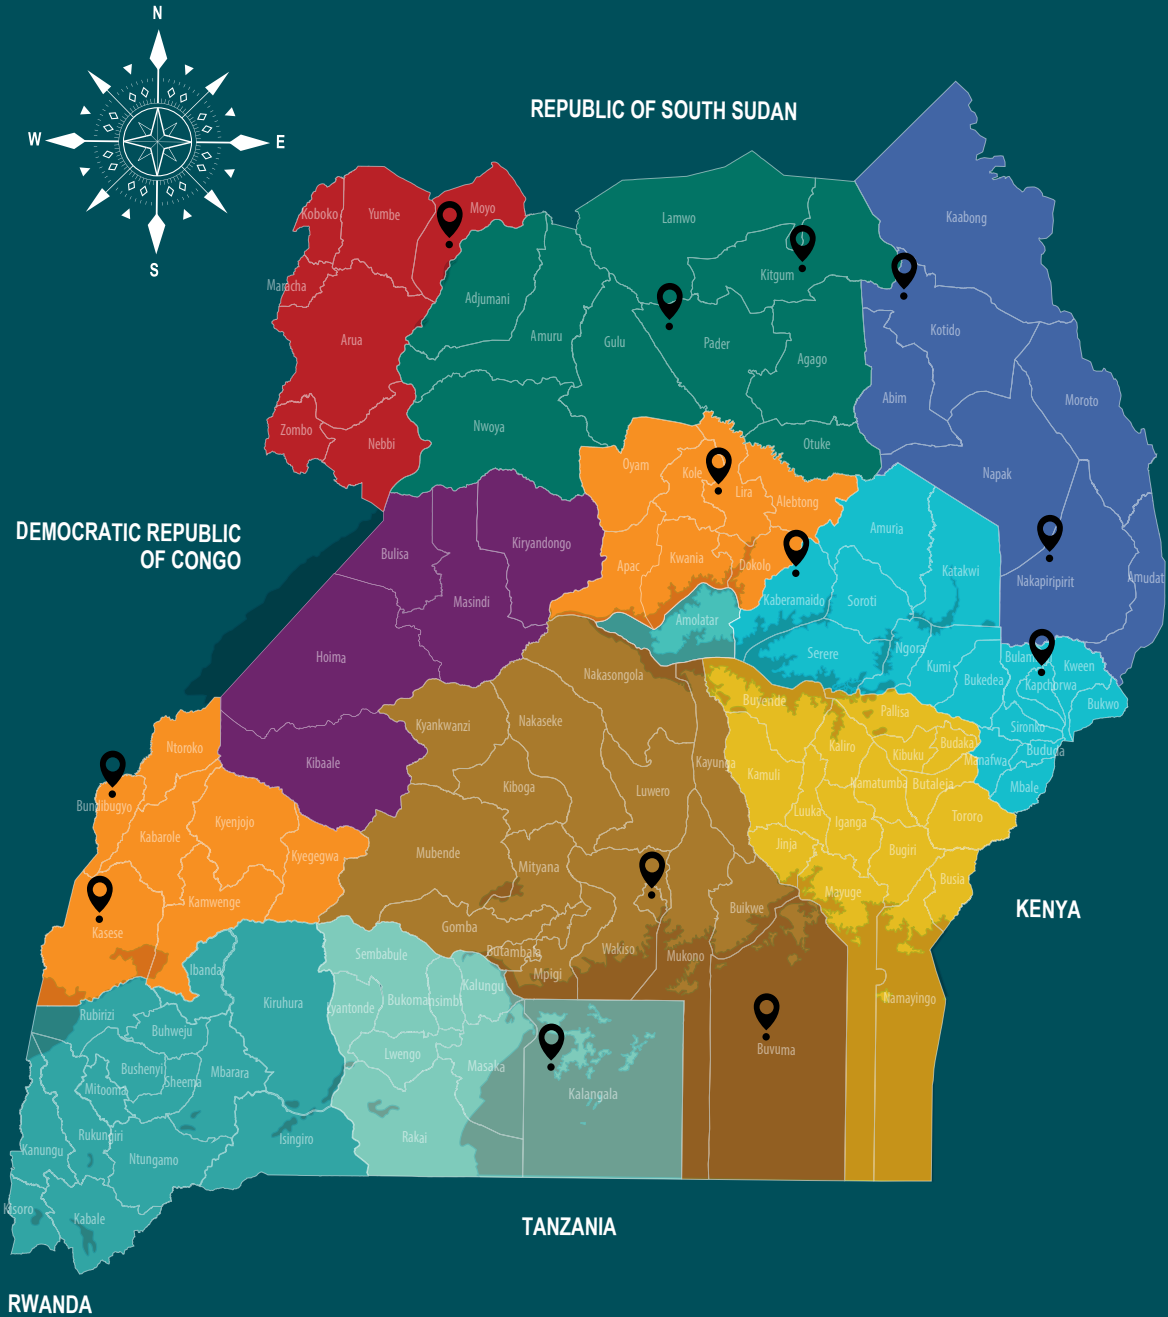 N
W
E
S
REPUBLIC OF SOUTH SUDAN
Koboko
Yumbe
Moyo
Lamwo
Kaabong
Maracha
Adjumani
Kitgum
Arua
Amuru
Gulu
Pader
Agago
Kotido
Abim
Moroto
Zombo
Nebbi
Nwoya
Otuke
Napak
Oyam
Kole
Lira
Alebtong
DEMOCRATIC REPUBLIC
OF CONGO
Bulisa
Kiryandongo
Amuria
Masindi
Apac
Kwania
Dokolo
Katakwi
Nakapiripirit
Amudat
Kaberamaido
Soroti
Amolatar
Hoima
Serere
Ngora
Kumi
Bukedea
Kween
Kapchorwa
Bukwo
Nakasongola
Buyende
Pallisa
Sironko
Kyankwanzi
Nakaseke
Kaliro
Kibuku
Budaka
Ntoroko
Kibaale
Kayunga
Kamuli
Namatumba
Butaleja
Manafwa
Mbale
Bundibugyo
Kiboga
Luwero
Luuka
Iganga
Tororo
Kabarole
Kyenjojo
Kyegegwa
Mubende
Mityana
Jinja
Bugiri
Busia
Kamwenge
Mayuge
Buikwe
KENYA
Kasese
Gomba
Butambala
Wakiso
Mukono
Sembabule
Mpigi
Ibanda
Kiruhura
Kalungu
Namayingo
Rubirizi
Buhweju
Lwengo
Masaka
Buvuma
Bushenyi
Sheema
Mbarara
Mitooma
Kalangala
Rukungiri
Isingiro
Rakai
Kanungu
Ntungamo
Kisoro
Kabale
TANZANIA
RWANDA